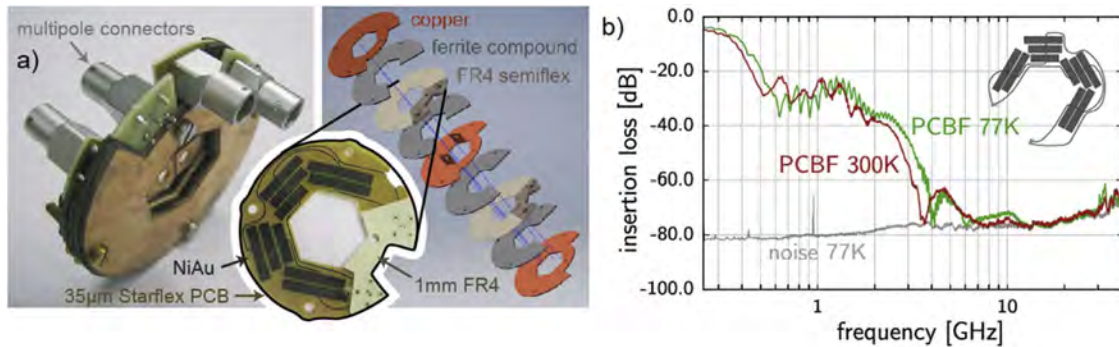 a)
multipole connectors
copper
ferrite compound
FR4 semiflex
NiAu
35µm Starflex PCB
1mm FR4
b)
insertion loss [dB]
0.0
-20.0
-40.0
-60.0
-80.0
-100.0
PCBF 77K
PCBF 300K
noise 77K
1
10
frequency [GHz]